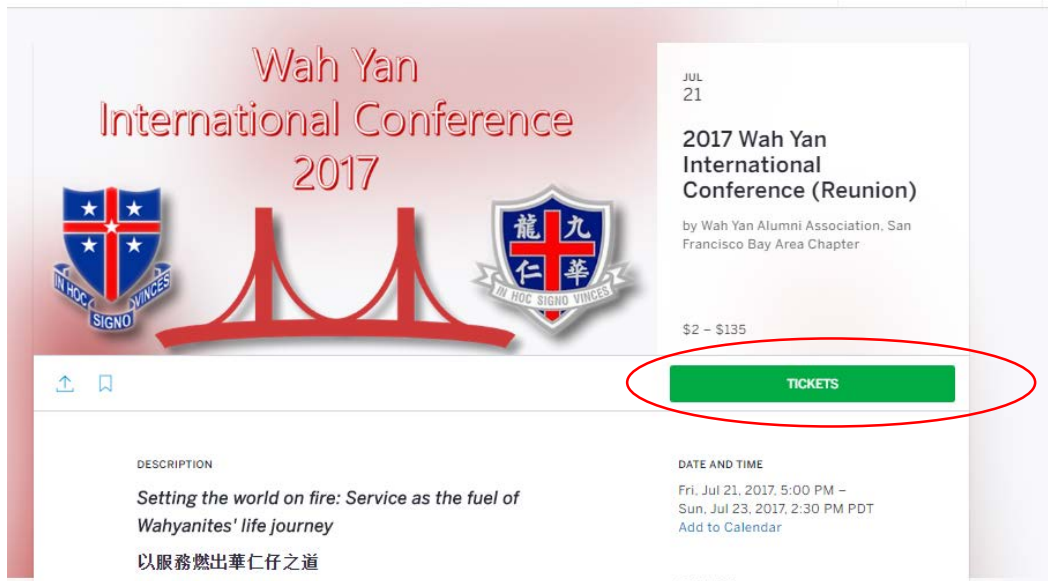 Wah Yan
International Conference
2017
IN HOC
SIGNO
VINCES
龍 九
仁 華
IN HOC SIGNO VINCES
JUL
21
2017 Wah Yan
International
Conference (Reunion)
by Wah Yan Alumni Association, San
Francisco Bay Area Chapter
$2 – $135
TICKETS
DESCRIPTION
Setting the world on fire: Service as the fuel of
Wahyanites' life journey
以服務燃出華仁仔之道
DATE AND TIME
Fri, Jul 21, 2017, 5:00 PM –
Sun, Jul 23, 2017, 2:30 PM PDT
Add to Calendar